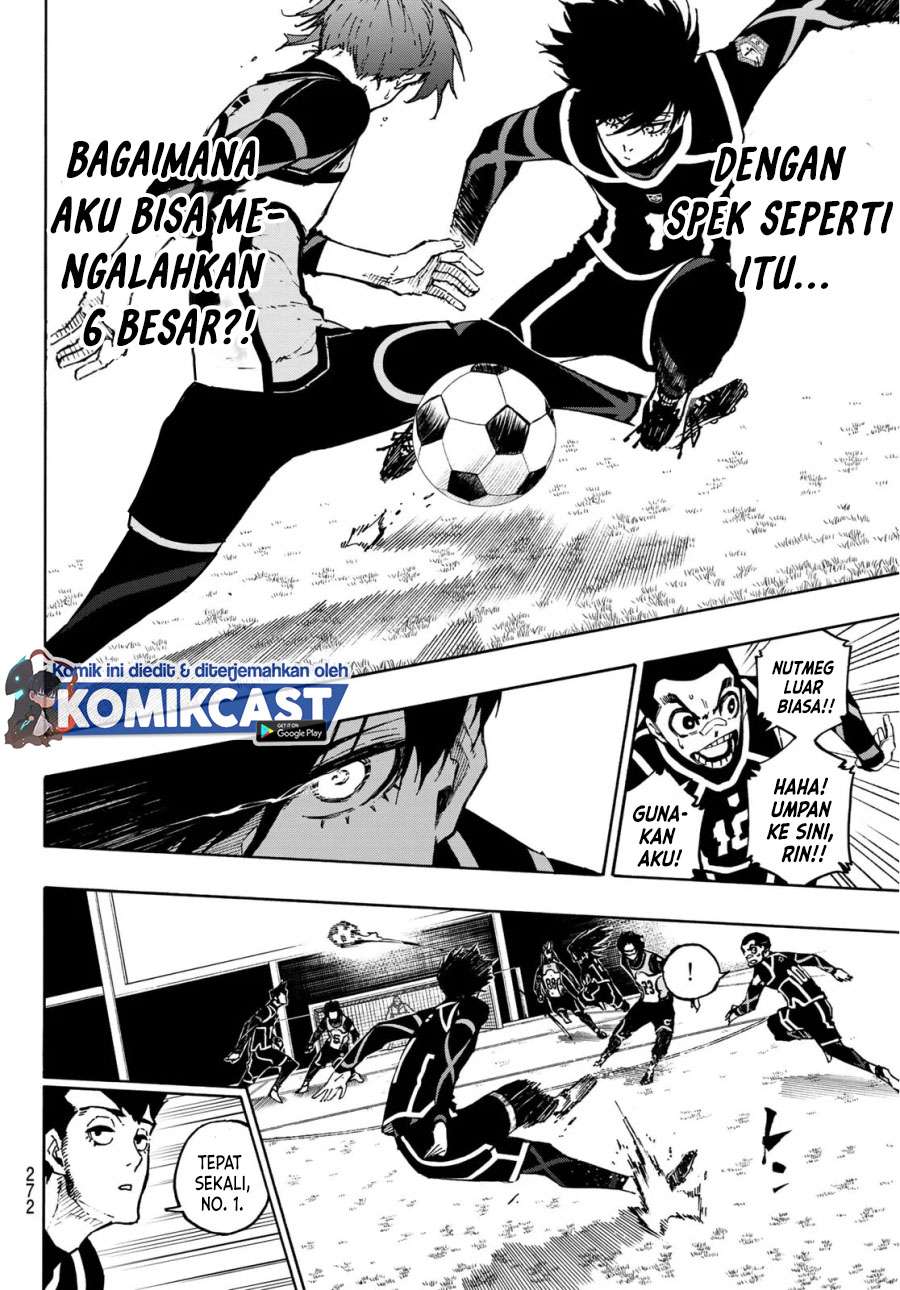 DENGAN
SPEK SEPERTI
ITU...
BAGAIMANA
AKU BISA ME-
NGALAHKAN
6 BESAR?!
NUTMEG
LUAR
BIASA!!
HAHA!
UMPAN
KE SINI,
RIN!!
GUNA-
KAN
AKU!
10
Komik ini diedit & diterjemahkan oleh
KOMIKCAST
GET IT ON
Google Play
!
23
TEPAT
SEKALI,
NO. 1.
272